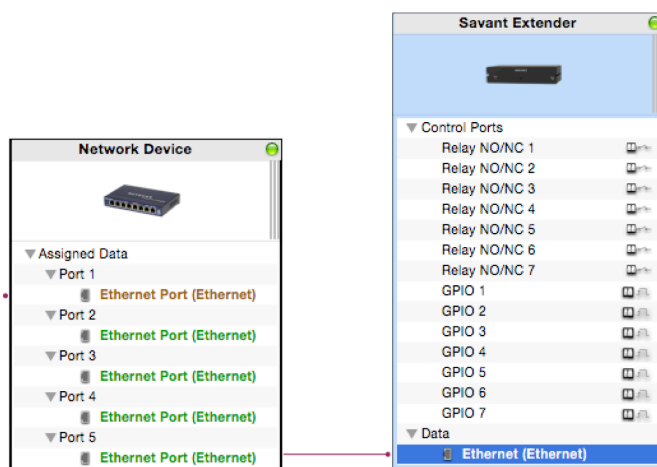 Network Device
Assigned Data
Port 1
Ethernet Port (Ethernet)
Port 2
Ethernet Port (Ethernet)
Port 3
Ethernet Port (Ethernet)
Port 4
Ethernet Port (Ethernet)
Port 5
Ethernet Port (Ethernet)
Savant Extender
Control Ports
Relay NO/NC 1
Relay NO/NC 2
Relay NO/NC 3
Relay NO/NC 4
Relay NO/NC 5
Relay NO/NC 6
Relay NO/NC 7
GPIO 1
GPIO 2
GPIO 3
GPIO 4
GPIO 5
GPIO 6
GPIO 7
Data
Ethernet (Ethernet)